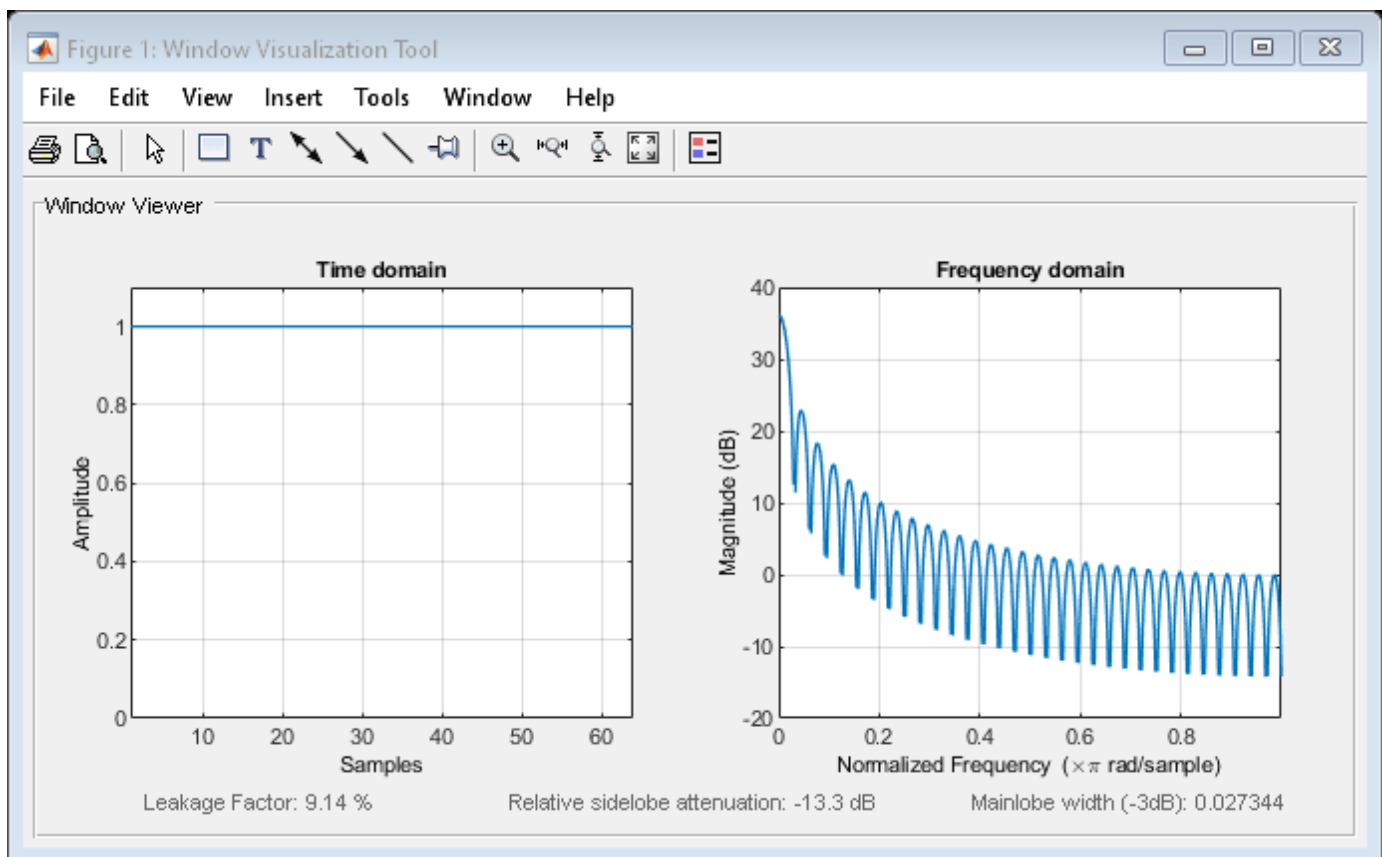 Figure 1: Window Visualization Tool
File Edit View Insert Tools Window Help
T
Window Viewer
Time domain
1
0.8
0.6
0.4
0.2
0
Amplitude
10 20 30 40 50 60
Samples
Frequency domain
40
30
20
10
0
-10
-20
Magnitude (dB)
0 0.2 0.4 0.6 0.8
Normalized Frequency (×π rad/sample)
Leakage Factor: 9.14 % Relative sidelobe attenuation: -13.3 dB Mainlobe width (-3dB): 0.027344